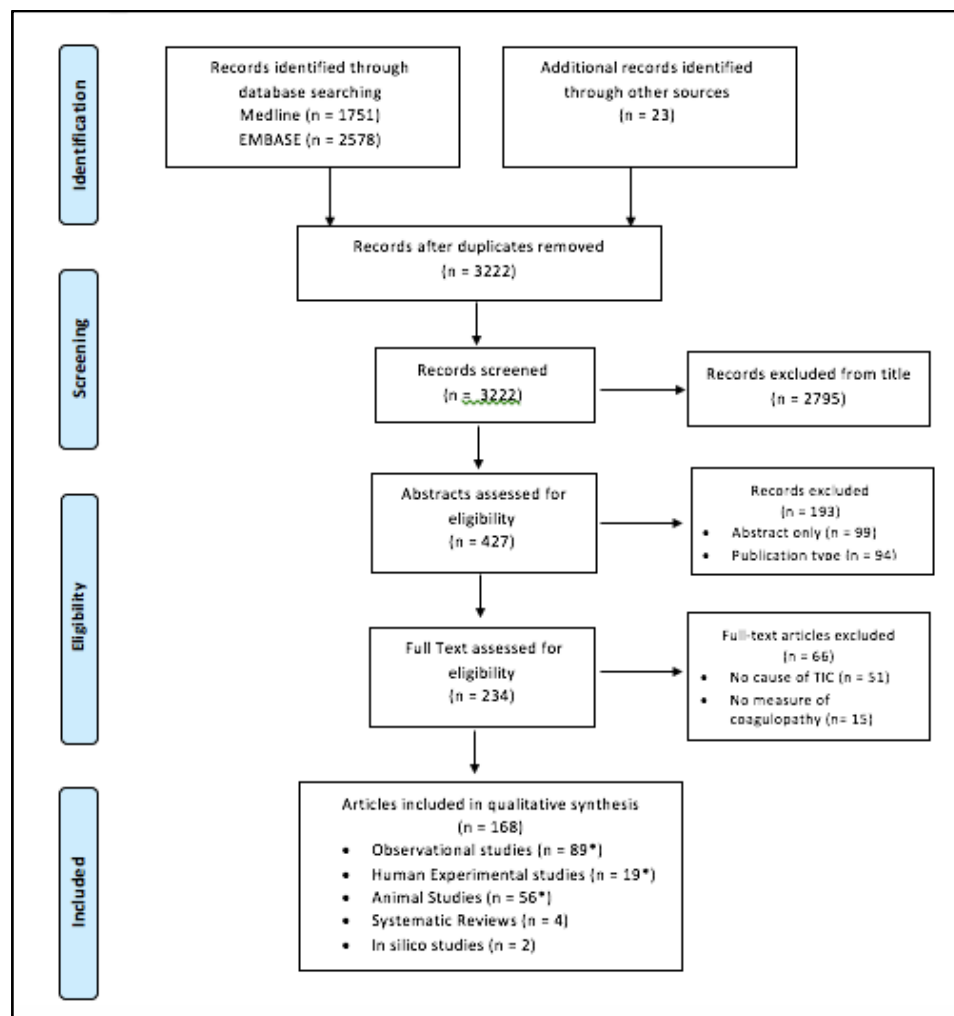 Identification
Records identified through
database searching
Medline (n = 1751)
EMBASE (n = 2578)
Additional records identified
through other sources
(n = 23)
Records after duplicates removed
(n = 3222)
Screening
Records screened
(n = 3222)
Records excluded from title
(n = 2795)
Eligibility
Abstracts assessed for
eligibility
(n = 427)
Records excluded
(n = 193)
• Abstract only (n = 99)
• Publication type (n = 94)
Full Text assessed for
eligibility
(n = 234)
Full-text articles excluded
(n = 66)
• No cause of TIC (n = 51)
• No measure of
coagulopathy (n= 15)
Included
Articles included in qualitative synthesis
(n = 168)
• Observational studies (n = 89*)
• Human Experimental studies (n = 19*)
• Animal Studies (n = 56*)
• Systematic Reviews (n = 4)
• In silico studies (n = 2)